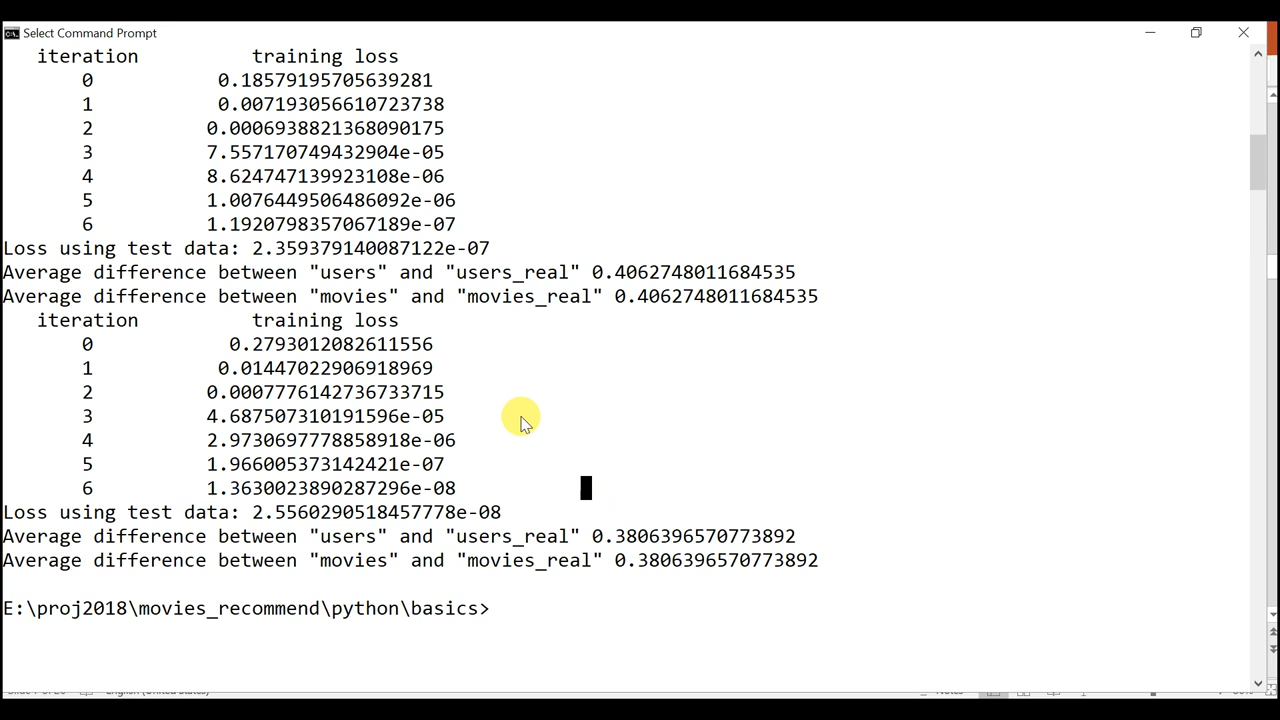 Select Command Prompt
iteration training loss
0 0.18579195705639281
1 0.007193056610723738
2 0.0006938821368090175
3 7.557170749432904e-05
4 8.624747139923108e-06
5 1.0076449506486092e-06
6 1.1920798357067189e-07
Loss using test data: 2.359379140087122e-07
Average difference between "users" and "users_real" 0.4062748011684535
Average difference between "movies" and "movies_real" 0.4062748011684535
iteration training loss
0 0.2793012082611556
1 0.01447022906918969
2 0.0007776142736733715
3 4.687507310191596e-05
4 2.9730697778858918e-06
5 1.966005373142421e-07
6 1.3630023890287296e-08
Loss using test data: 2.5560290518457778e-08
Average difference between "users" and "users_real" 0.3806396570773892
Average difference between "movies" and "movies_real" 0.3806396570773892
E:\proj2018\movies_recommend\python\basics>